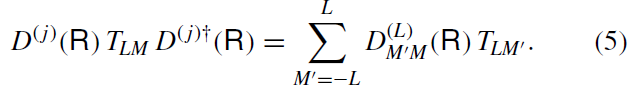 D^{(j)}(R) T_{LM} D^{(j)†}(R) = \sum_{M'=-L}^{L} D^{(L)}_{M'M}(R) T_{LM'}. (5)